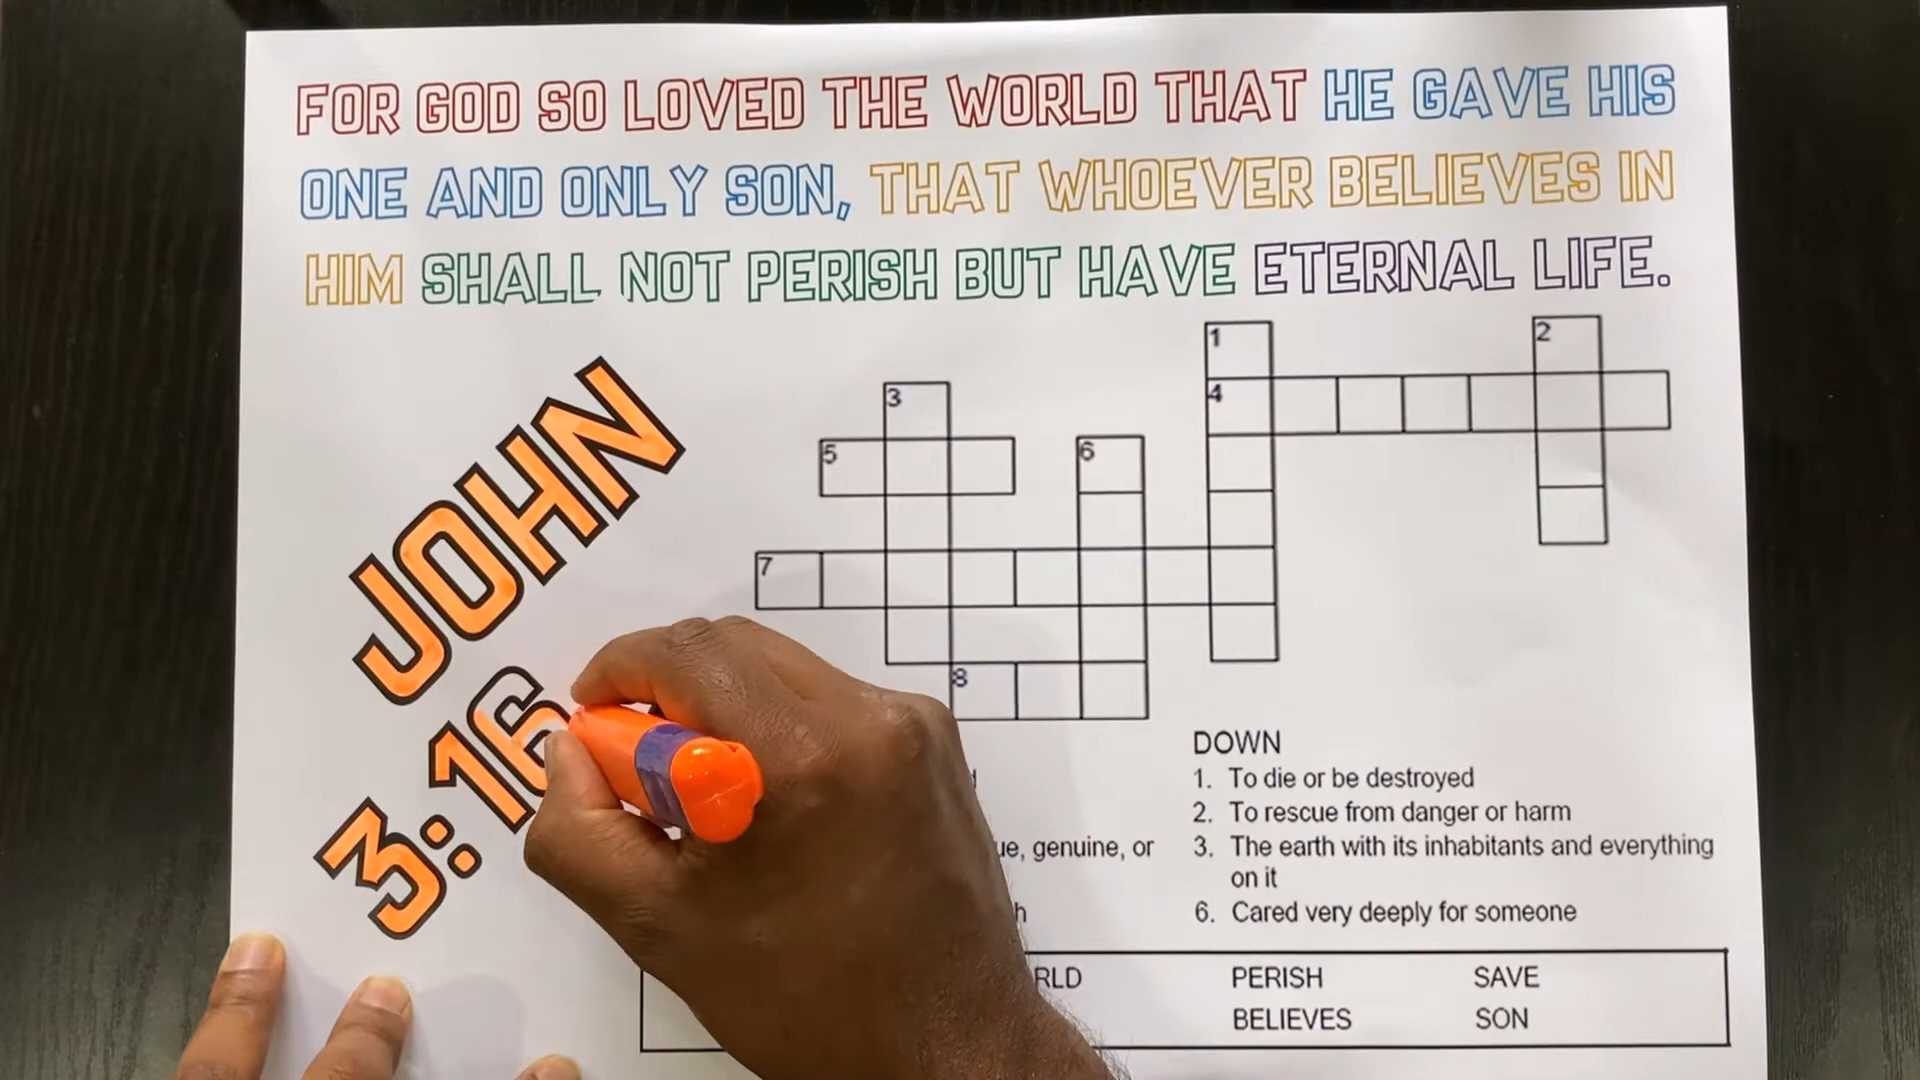 FOR GOD SO LOVED THE WORLD THAT HE GAVE HIS
ONE AND ONLY SON, THAT WHOEVER BELIEVES IN
HIM SHALL NOT PERISH BUT HAVE ETERNAL LIFE.
JOHN
3:16
1
2
3
4
5
6
7
8
genuine, or
DOWN
1. To die or be destroyed
2. To rescue from danger or harm
3. The earth with its inhabitants and everything
on it
6. Cared very deeply for someone
RLD PERISH SAVE
BELIEVES SON